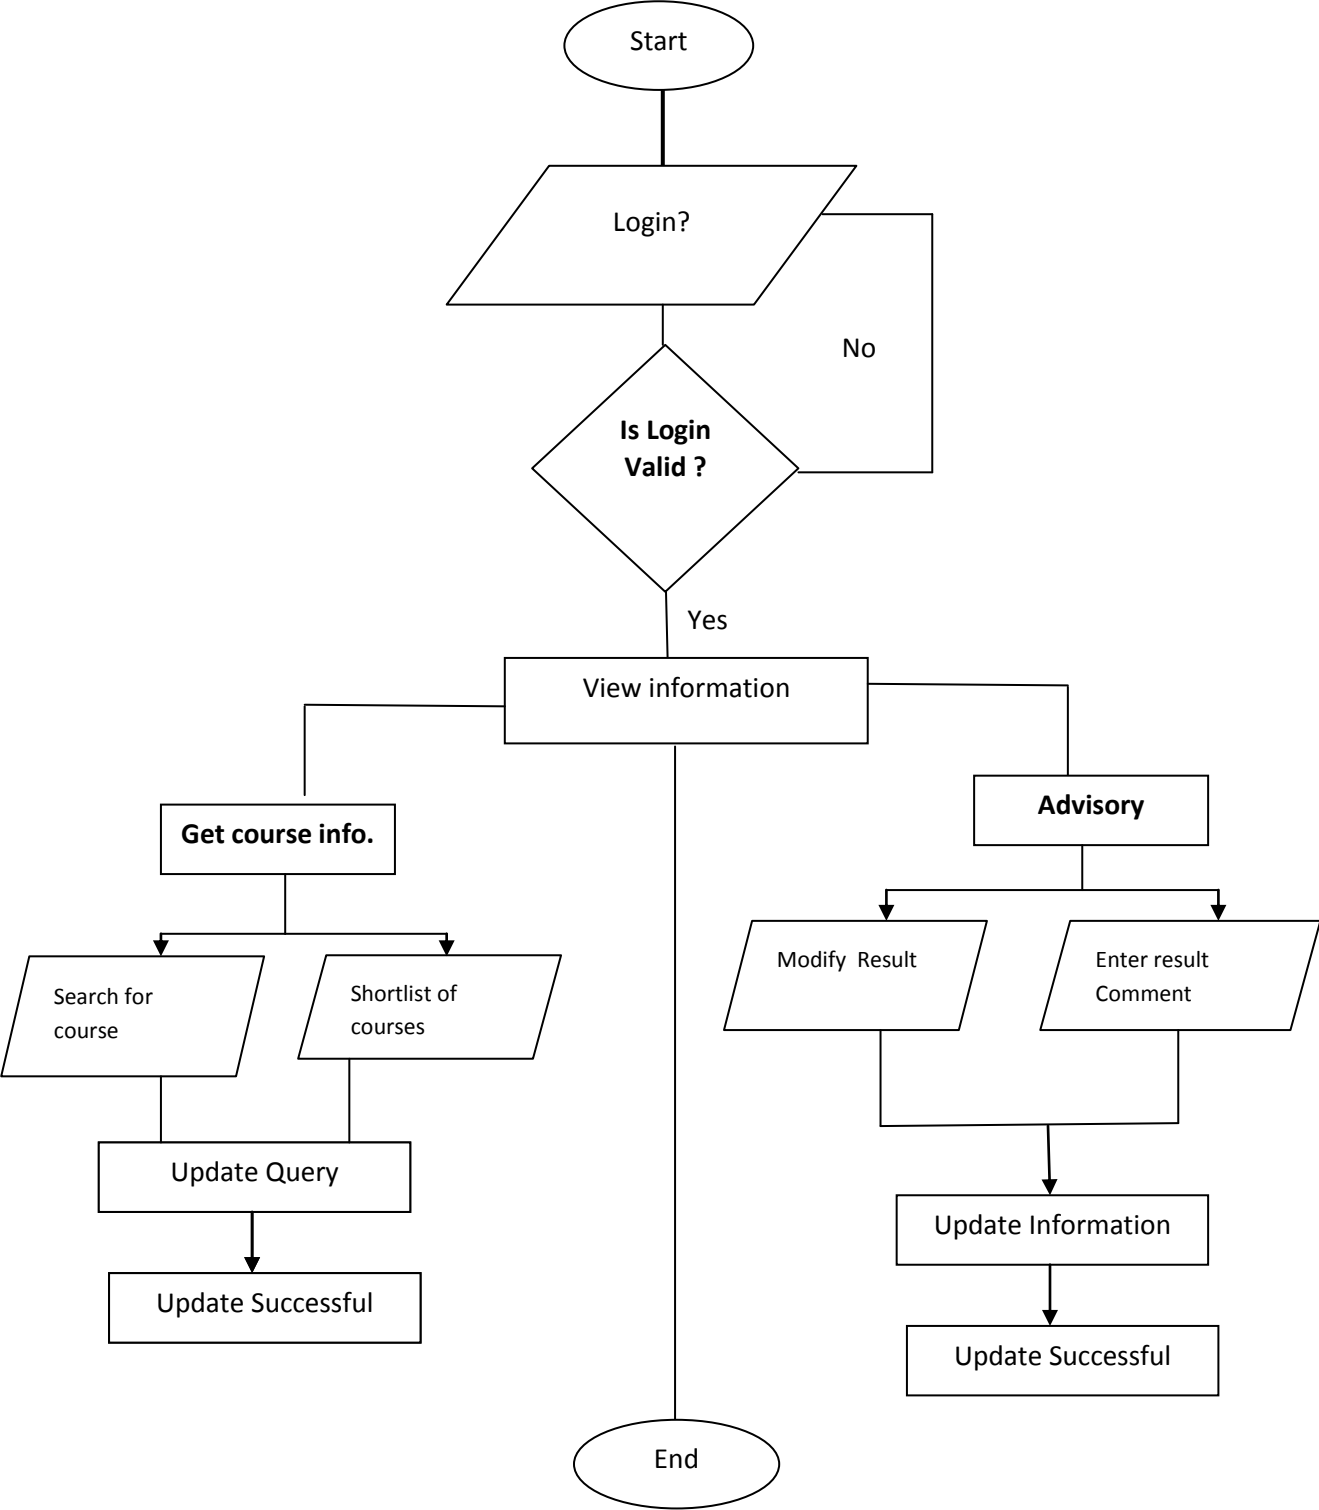 Start
Login?
No
Is Login
Valid ?
Yes
View information
Get course info.
Advisory
Search for
course
Shortlist of
courses
Modify  Result
Enter result
Comment
Update Query
Update Successful
Update Information
Update Successful
End